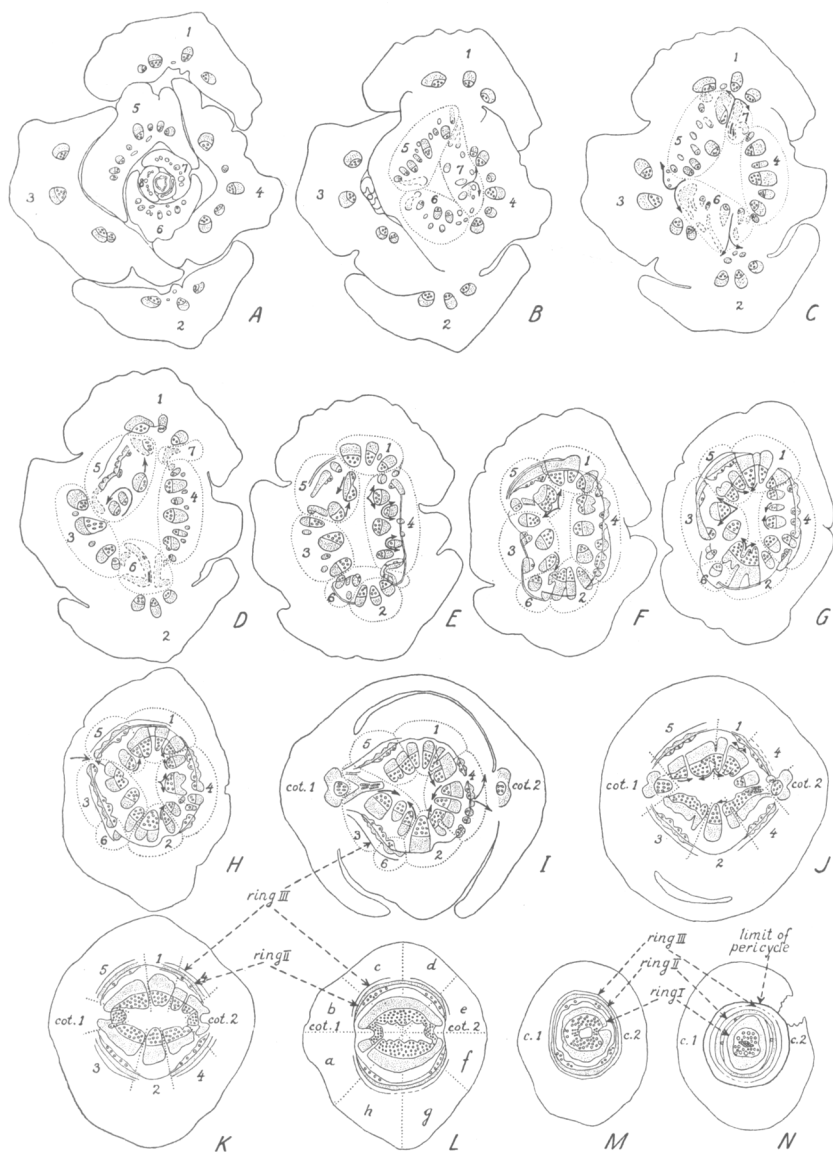 1
5
3
7
4
6
2
A
1
5
3
7
6
4
2
B
1
7
5
4
3
6
2
C
1
5
7
4
3
6
2
D
1
5
4
3
6
2
E
5
1
4
3
6
2
F
5
1
4
3
6
2
G
5
1
3
4
6
2
H
5
1
cot. 1
4
cot. 2
3
6
2
I
5
1
4
cot. 1
cot. 2
3
4
2
J
ring III
ring II
5
1
4
cot. 1
cot. 2
3
4
2
K
c
d
b
e
cot. 1
cot. 2
a
f
h
g
L
ring III
ring II
ring I
limit of
pericycle
c. 1
c. 2
M
c. 1
c. 2
N